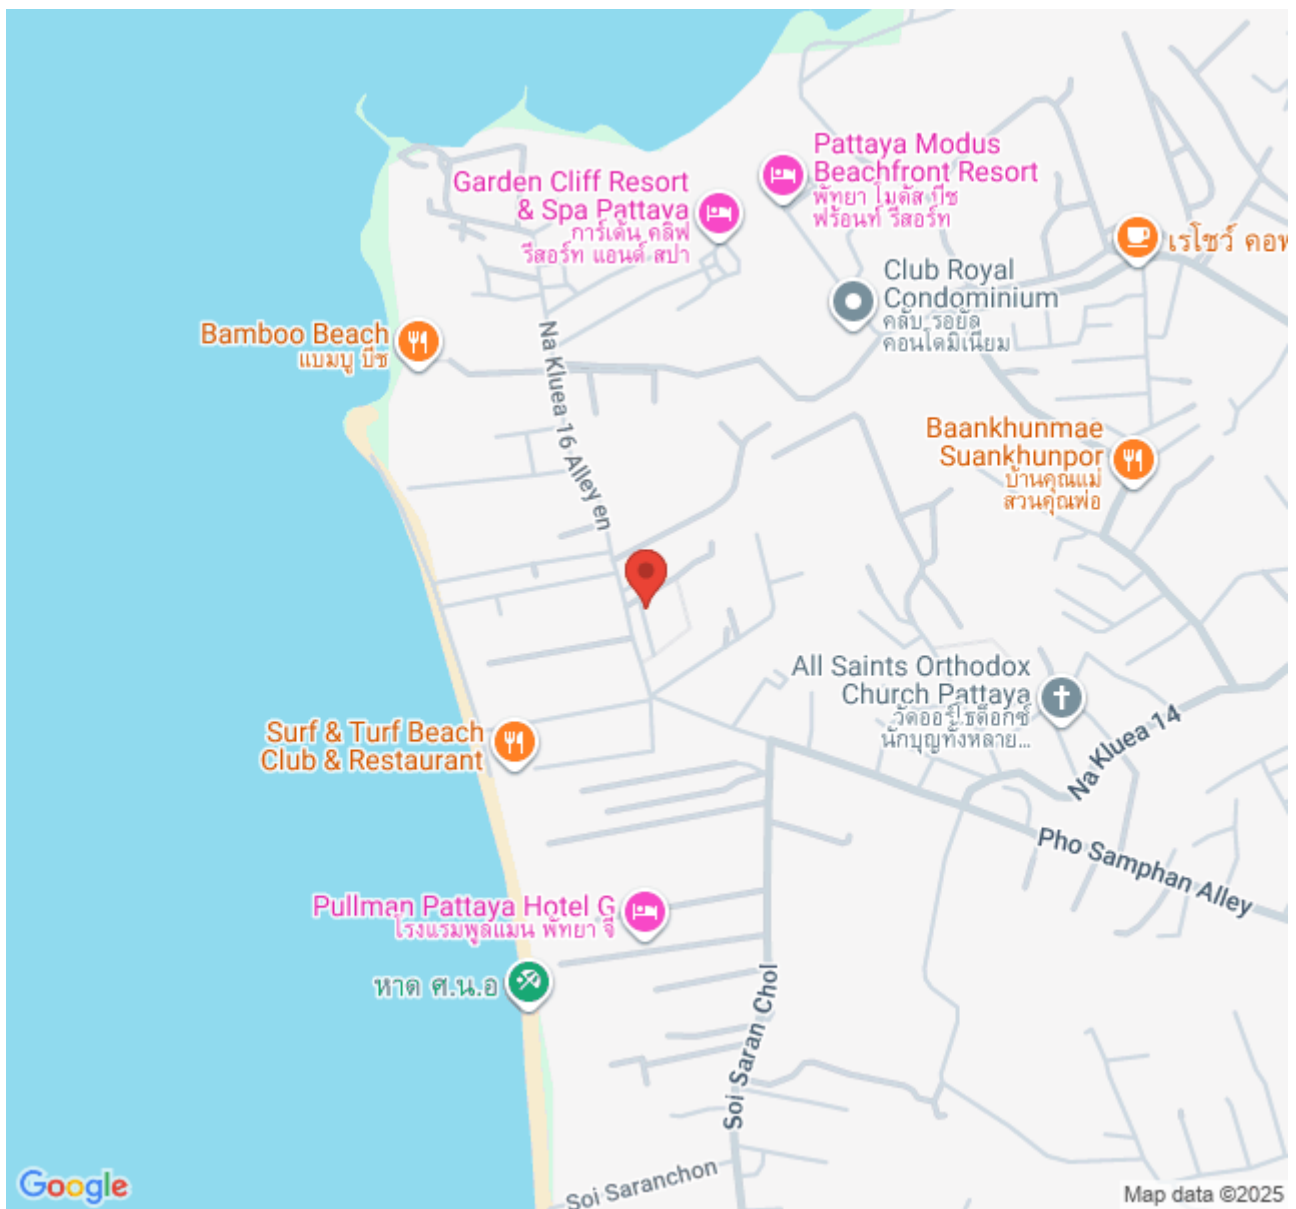 Pattaya Modus
Beachfront Resort
พัทยา โมดัส บีช
ฟร้อนท์ รีสอร์ท
Garden Cliff Resort
& Spa Pattaya
การ์เด้น คลิฟ
รีสอร์ท แอนด์ สปา
เรโชว์ คอฟ
Club Royal
Condominium
คลับ รอยัล
คอนโดมิเนียม
Bamboo Beach
แบมบู บีช
Na Kluea 16 Alley en
Baankhunmae
Suankhunpor
บ้านคุณแม่
สวนคุณพ่อ
All Saints Orthodox
Church Pattaya
วัดออร์โธด็อกซ์
นักบุญทั้งหลาย...
Na Kluea 14
Surf & Turf Beach
Club & Restaurant
Pho Samphan Alley
Pullman Pattaya Hotel G
โรงแรมพูลแมน พัทยา จี
หาด ศ.น.อ
Soi Saran Chol
Soi Saranchon
Google
Map data ©2025